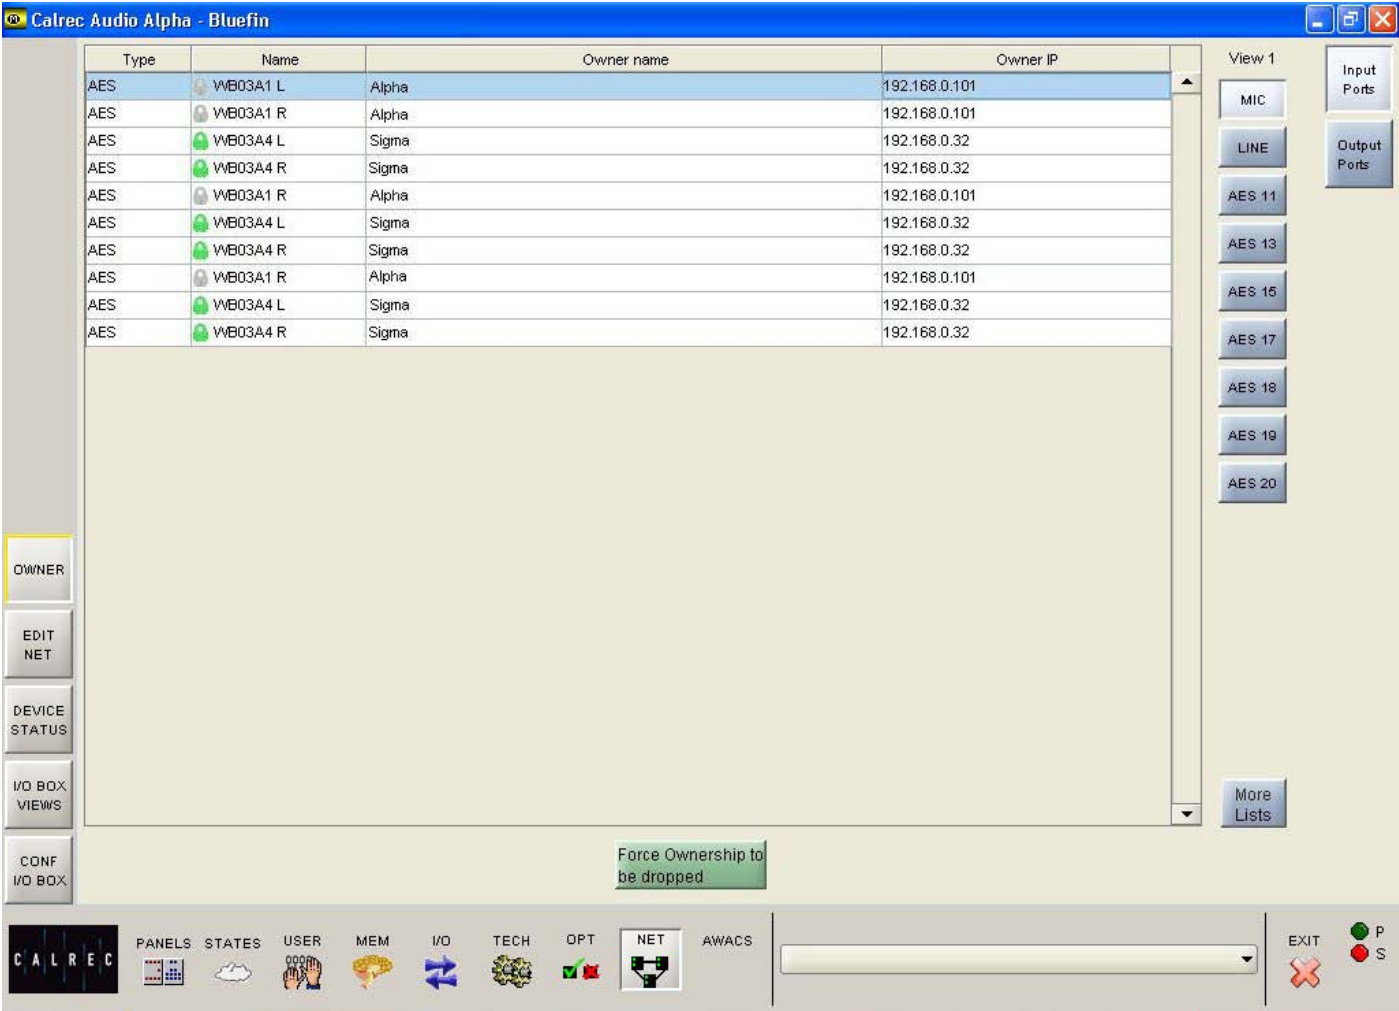 Calrec Audio Alpha - Bluefin
Type Name Owner name Owner IP
AES WB03A1 L Alpha 192.168.0.101
AES WB03A1 R Alpha 192.168.0.101
AES WB03A4 L Sigma 192.168.0.32
AES WB03A4 R Sigma 192.168.0.32
AES WB03A1 R Alpha 192.168.0.101
AES WB03A4 L Sigma 192.168.0.32
AES WB03A4 R Sigma 192.168.0.32
AES WB03A1 R Alpha 192.168.0.101
AES WB03A4 L Sigma 192.168.0.32
AES WB03A4 R Sigma 192.168.0.32
View 1
MIC
LINE
AES 11
AES 13
AES 15
AES 17
AES 18
AES 19
AES 20
More
Lists
Input
Ports
Output
Ports
OWNER
EDIT
NET
DEVICE
STATUS
I/O BOX
VIEWS
CONF
I/O BOX
Force Ownership to
be dropped
CALREC
PANELS STATES USER MEM I/O TECH OPT NET AWACS
EXIT
P
S